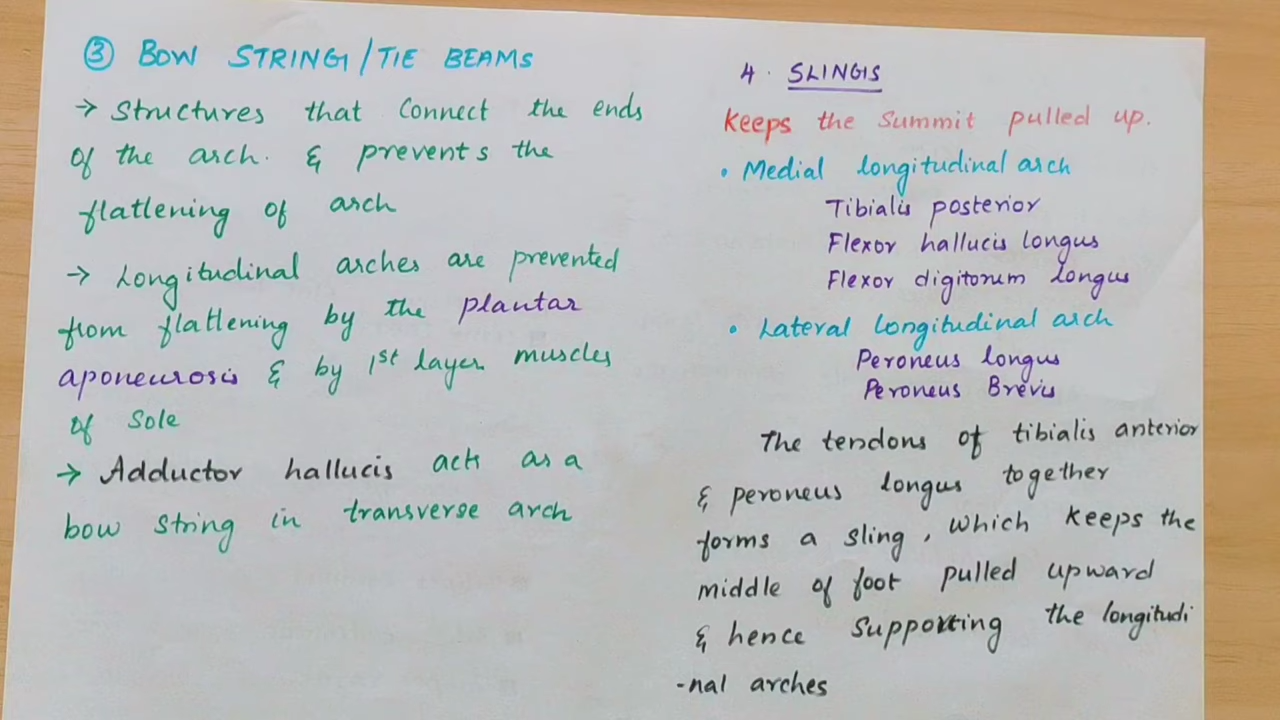 ③ BOW STRING/TIE BEAMS
→ Structures that connect the ends
of the arch. & prevents the
flatlening of arch
→ Longitudinal arches are prevented
from flatlening by the plantar
aponeurosis & by 1st layer muscles
of Sole
→ Adductor hallucis acts as a
bow string in transverse arch
4. SLINGS
Keeps the Summit pulled up.
• Medial longitudinal arch
Tibialis posterior
Flexor hallucis longus
Flexor digitorum longus
• Lateral longitudinal arch
Peroneus longus
Peroneus Brevis
The tendons of tibialis anterior
& peroneus longus together
forms a sling, which keeps the
middle of foot pulled upward
& hence supporting the longitudi
-nal arches